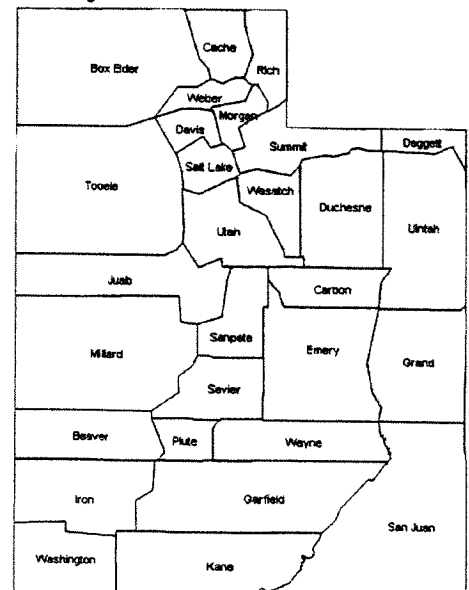 Cache
Box Elder
Rich
Weber
Morgan
Davis
Summit
Daggett
Salt Lake
Tooele
Wasatch
Duchesne
Uintah
Utah
Juab
Carbon
Sanpete
Millard
Emery
Grand
Sevier
Beaver
Piute
Wayne
Iron
Garfield
San Juan
Washington
Kane